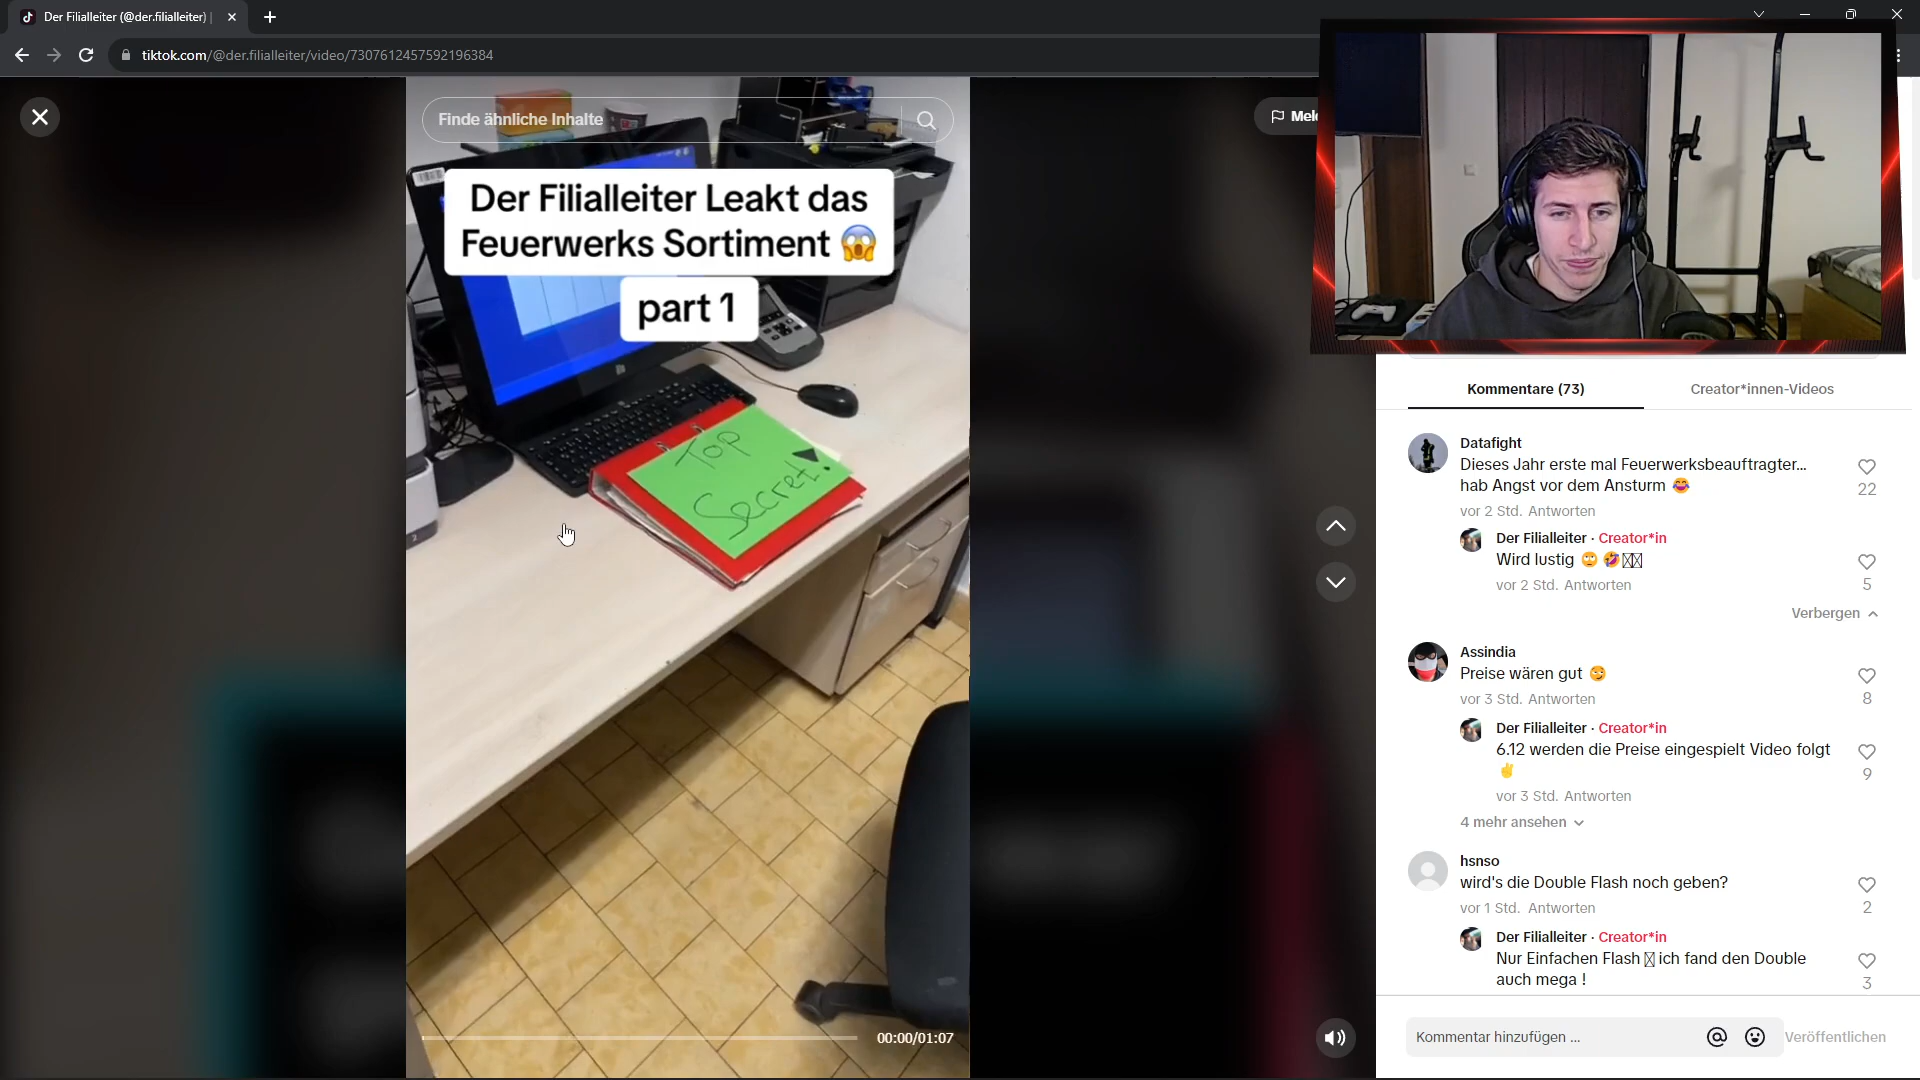 Der Filialleiter (@der.filialleiter) |
tiktok.com/@der.filialleiter/video/7307612457592196384
Finde ähnliche Inhalte
Der Filialleiter Leakt das
Feuerwerks Sortiment 😱
part 1
TOP
Secret!
00:00/01:07
Kommentare (73)
Creator*innen-Videos
Datafight
Dieses Jahr erste mal Feuerwerksbeauftragter...
hab Angst vor dem Ansturm 😂
22
vor 2 Std. Antworten
Der Filialleiter · Creator*in
Wird lustig 🙄 🤣
vor 2 Std. Antworten
5
Verbergen
Assindia
Preise wären gut 😋
vor 3 Std. Antworten
8
Der Filialleiter · Creator*in
6.12 werden die Preise eingespielt Video folgt
✌
9
vor 3 Std. Antworten
4 mehr ansehen
hsnso
wird's die Double Flash noch geben?
vor 1 Std. Antworten
2
Der Filialleiter · Creator*in
Nur Einfachen Flash ich fand den Double
auch mega !
3
Kommentar hinzufügen ...
Veröffentlichen